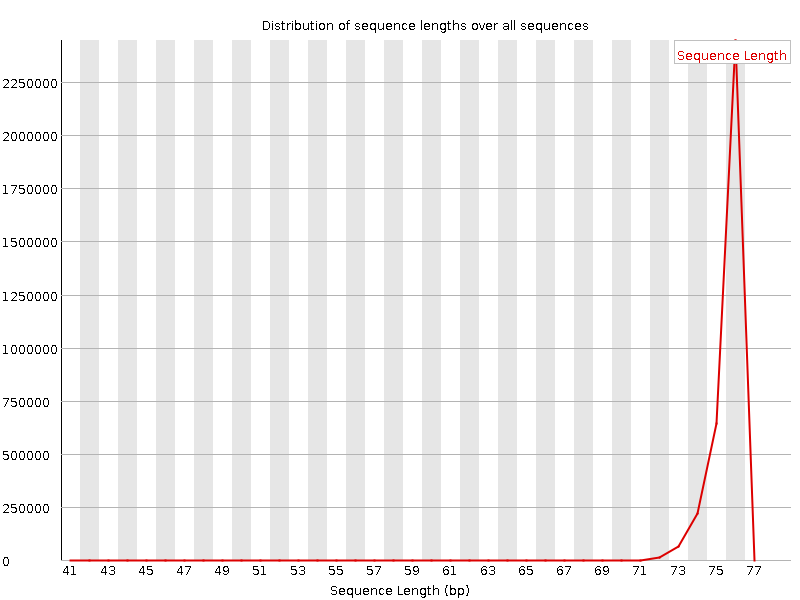 Distribution of sequence lengths over all sequences
Sequence Length
2250000
2000000
1750000
1500000
1250000
1000000
750000
500000
250000
0
41 43 45 47 49 51 53 55 57 59 61 63 65 67 69 71 73 75 77
Sequence Length (bp)